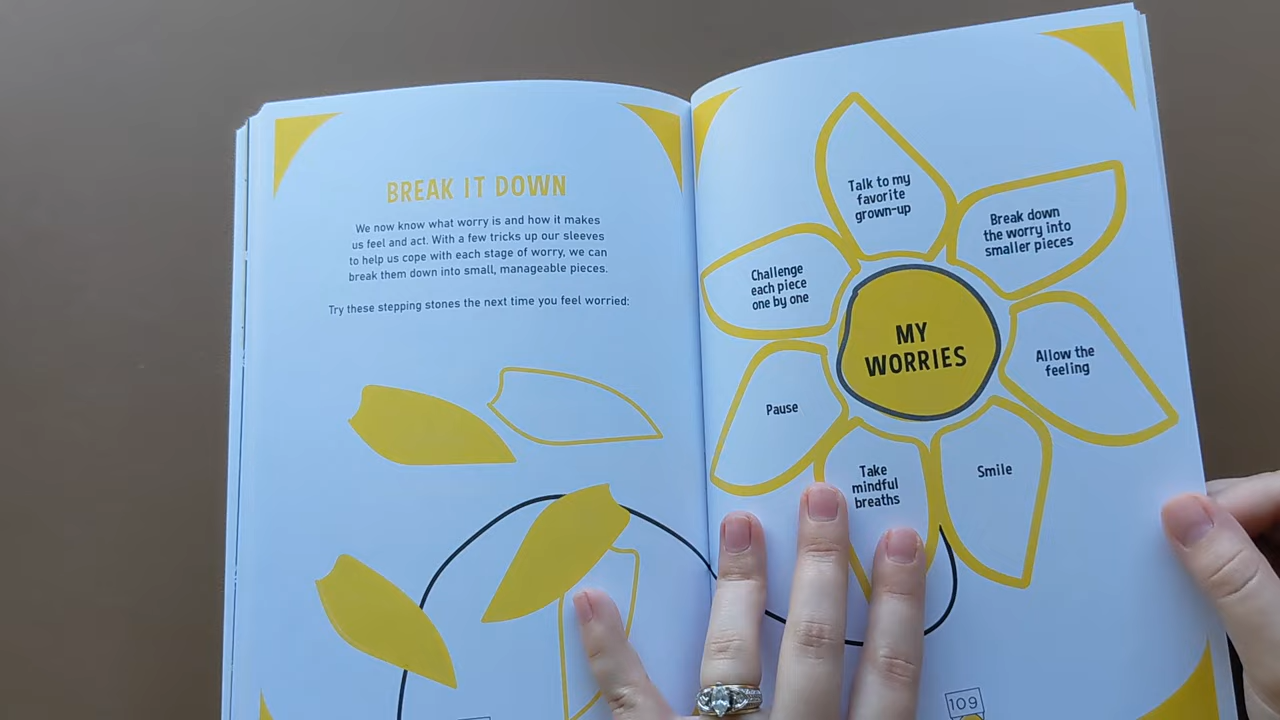 BREAK IT DOWN
We now know what worry is and how it makes
us feel and act. With a few tricks up our sleeves
to help us cope with each stage of worry, we can
break them down into small, manageable pieces.
Try these stepping stones the next time you feel worried:
Talk to my
favorite
grown-up
Break down
the worry into
smaller pieces
Challenge
each piece
one by one
MY
WORRIES
Allow the
feeling
Pause
Take
mindful
breaths
Smile
109